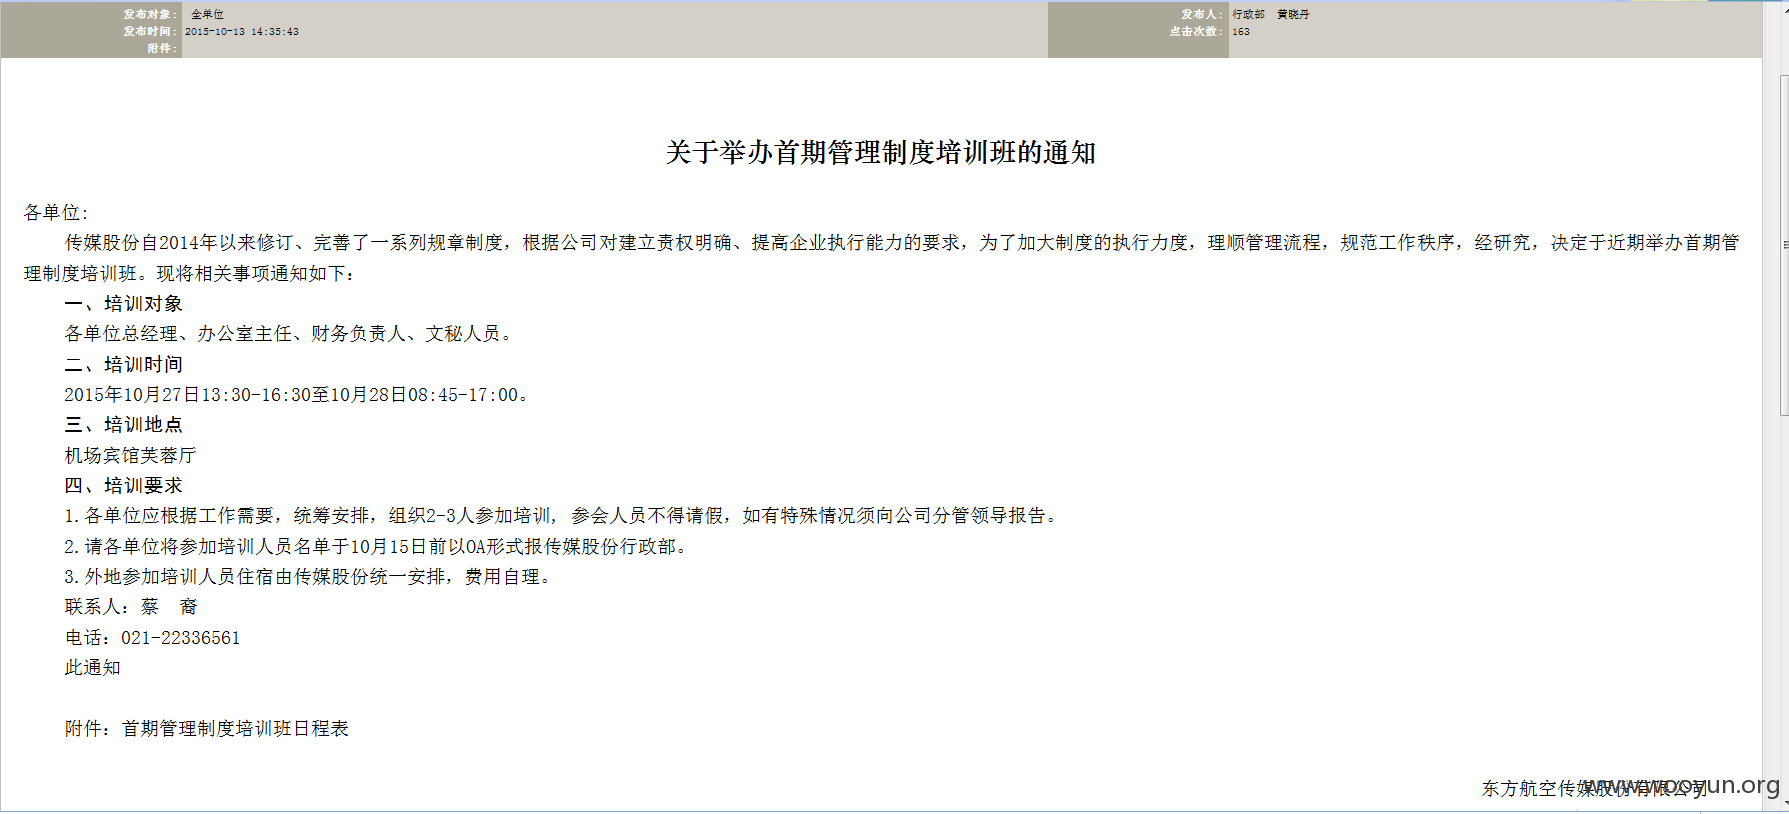 发布对象： 全单位
发布人： 行政部 黄晓丹
发布时间： 2015-10-13 14:35:43
点击次数： 163
附件：
关于举办首期管理制度培训班的通知
各单位:
传媒股份自2014年以来修订、完善了一系列规章制度，根据公司对建立责权明确、提高企业执行能力的要求，为了加大制度的执行力度，理顺管理流程，规范工作秩序，经研究，决定于近期举办首期管
理制度培训班。现将相关事项通知如下：
一、培训对象
各单位总经理、办公室主任、财务负责人、文秘人员。
二、培训时间
2015年10月27日13:30-16:30至10月28日08:45-17:00。
三、培训地点
机场宾馆芙蓉厅
四、培训要求
1.各单位应根据工作需要，统筹安排，组织2-3人参加培训，参会人员不得请假，如有特殊情况须向公司分管领导报告。
2.请各单位将参加培训人员名单于10月15日前以OA形式报传媒股份行政部。
3.外地参加培训人员住宿由传媒股份统一安排，费用自理。
联系人：蔡 裔
电话：021-22336561
此通知
附件：首期管理制度培训班日程表
东方航空传媒股份有限公司
www.wooyun.org